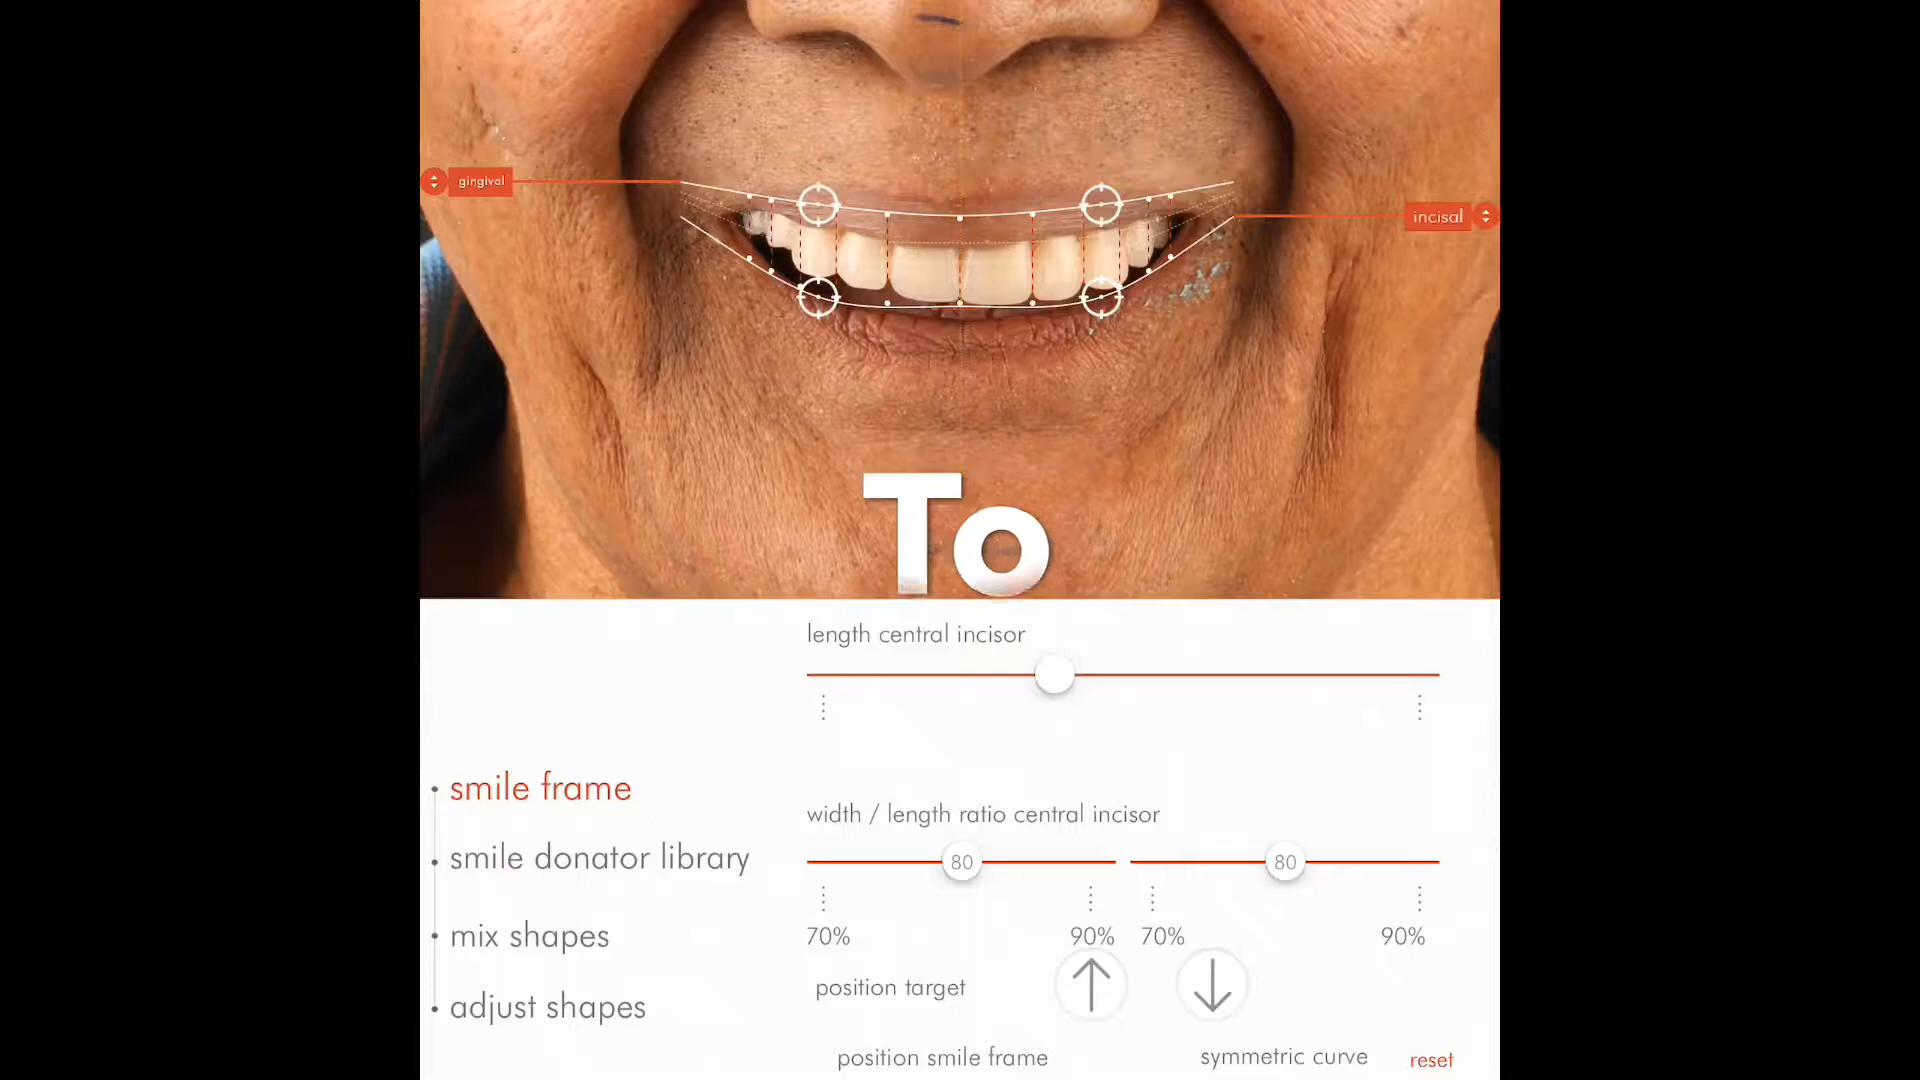 gingival
incisal
To
length central incisor
smile frame
width / length ratio central incisor
smile donator library
80 80
mix shapes
70% 90% 70% 90%
position target
adjust shapes
position smile frame
symmetric curve
reset